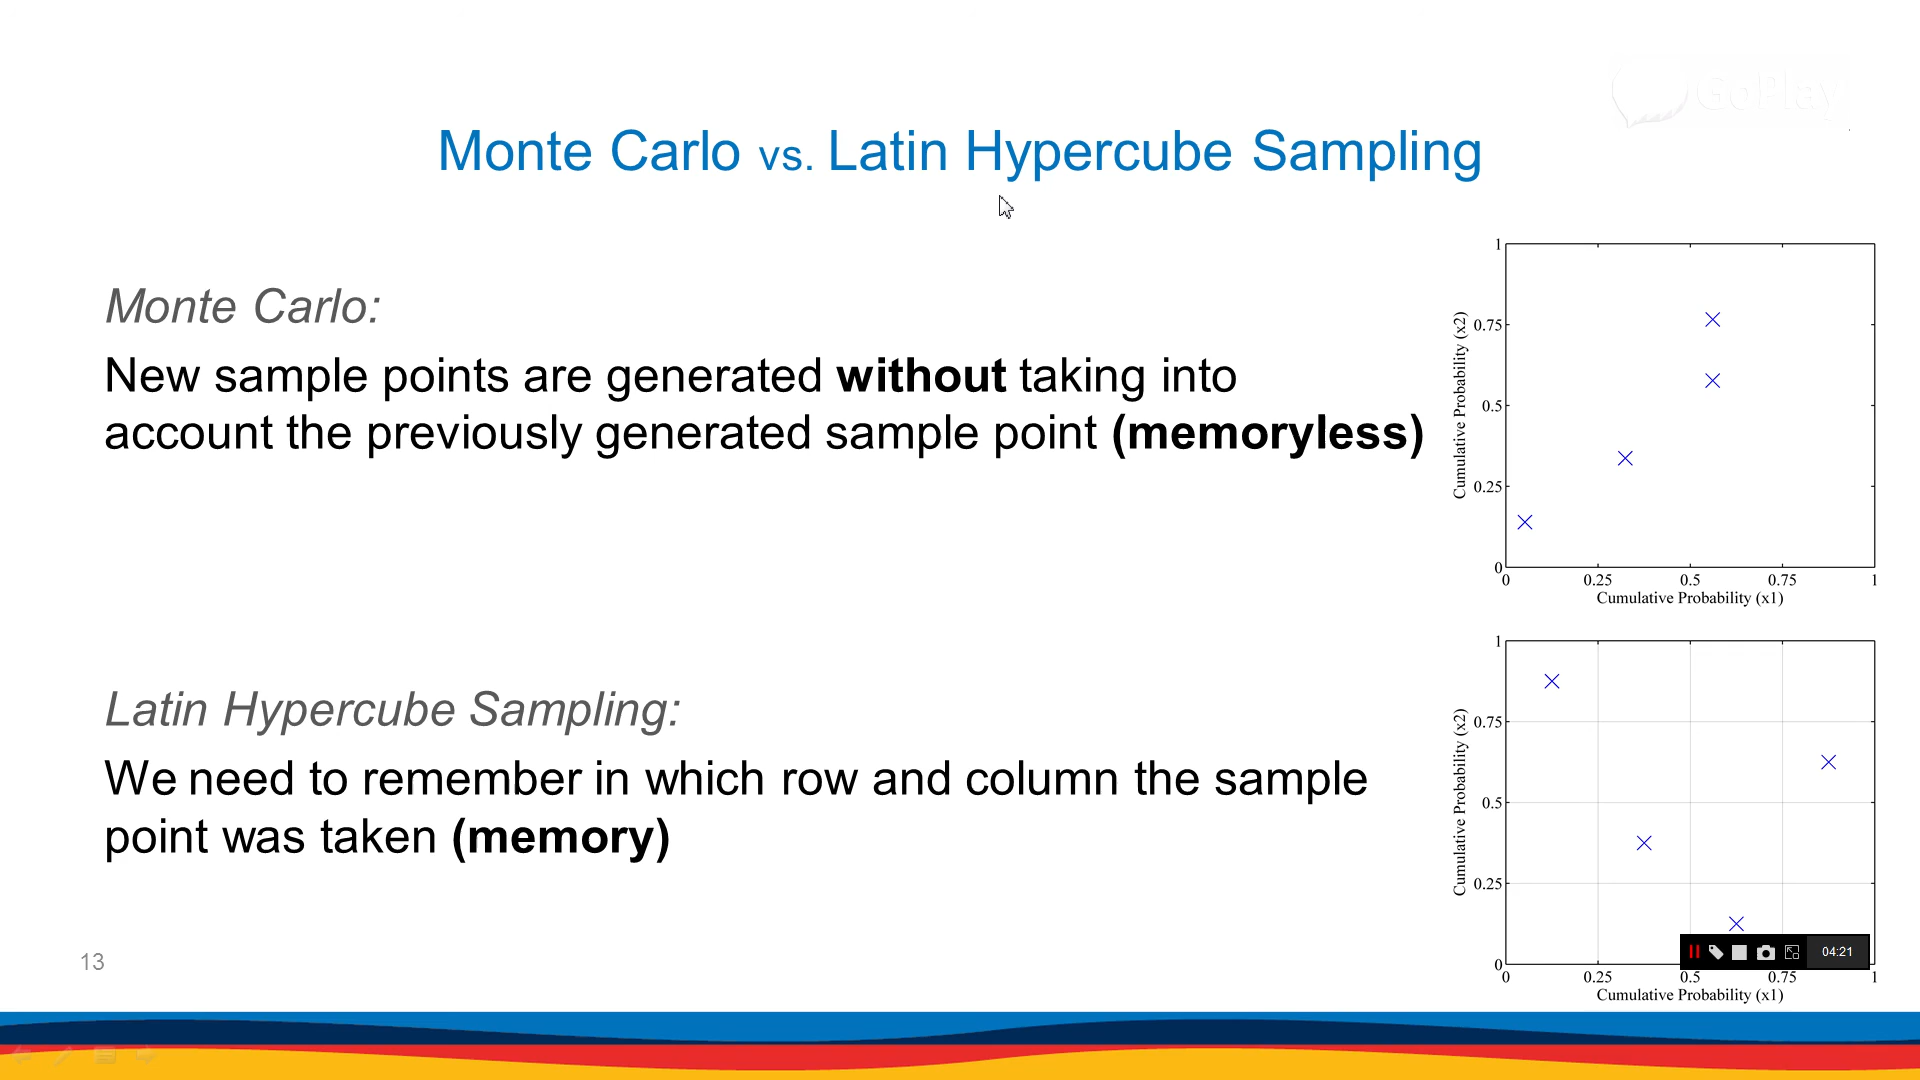 GoPlay
Monte Carlo vs. Latin Hypercube Sampling
Monte Carlo:
New sample points are generated without taking into
account the previously generated sample point (memoryless)
1
0.75
0.5
0.25
0
Cumulative Probability (x2)
0 0.25 0.5 0.75 1
Cumulative Probability (x1)
Latin Hypercube Sampling:
We need to remember in which row and column the sample
point was taken (memory)
1
0.75
0.5
0.25
0
Cumulative Probability (x2)
0 0.25 0.5 0.75 1
Cumulative Probability (x1)
04:21
13